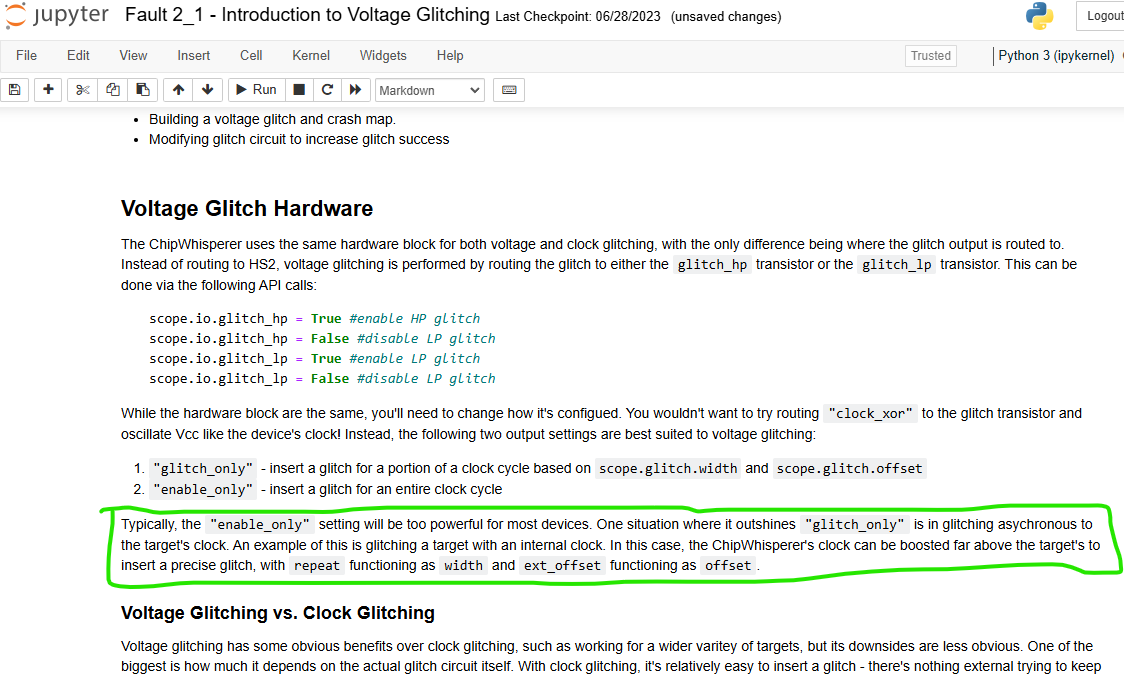 jupyter Fault 2_1 - Introduction to Voltage Glitching Last Checkpoint: 06/28/2023 (unsaved changes) Logout
File Edit View Insert Cell Kernel Widgets Help Trusted Python 3 (ipykernel)
Run Markdown
• Building a voltage glitch and crash map.
• Modifying glitch circuit to increase glitch success
Voltage Glitch Hardware
The ChipWhisperer uses the same hardware block for both voltage and clock glitching, with the only difference being where the glitch output is routed to.
Instead of routing to HS2, voltage glitching is performed by routing the glitch to either the glitch_hp transistor or the glitch_lp transistor. This can be
done via the following API calls:
scope.io.glitch_hp = True #enable HP glitch
scope.io.glitch_hp = False #disable LP glitch
scope.io.glitch_lp = True #enable LP glitch
scope.io.glitch_lp = False #disable LP glitch
While the hardware block are the same, you'll need to change how it's configued. You wouldn't want to try routing "clock_xor" to the glitch transistor and
oscillate Vcc like the device's clock! Instead, the following two output settings are best suited to voltage glitching:
1. "glitch_only" - insert a glitch for a portion of a clock cycle based on scope.glitch.width and scope.glitch.offset
2. "enable_only" - insert a glitch for an entire clock cycle
Typically, the "enable_only" setting will be too powerful for most devices. One situation where it outshines "glitch_only" is in glitching asychronous to
the target's clock. An example of this is glitching a target with an internal clock. In this case, the ChipWhisperer's clock can be boosted far above the target's to
insert a precise glitch, with repeat functioning as width and ext_offset functioning as offset .
Voltage Glitching vs. Clock Glitching
Voltage glitching has some obvious benefits over clock glitching, such as working for a wider varitey of targets, but its downsides are less obvious. One of the
biggest is how much it depends on the actual glitch circuit itself. With clock glitching, it's relatively easy to insert a glitch - there's nothing external trying to keep